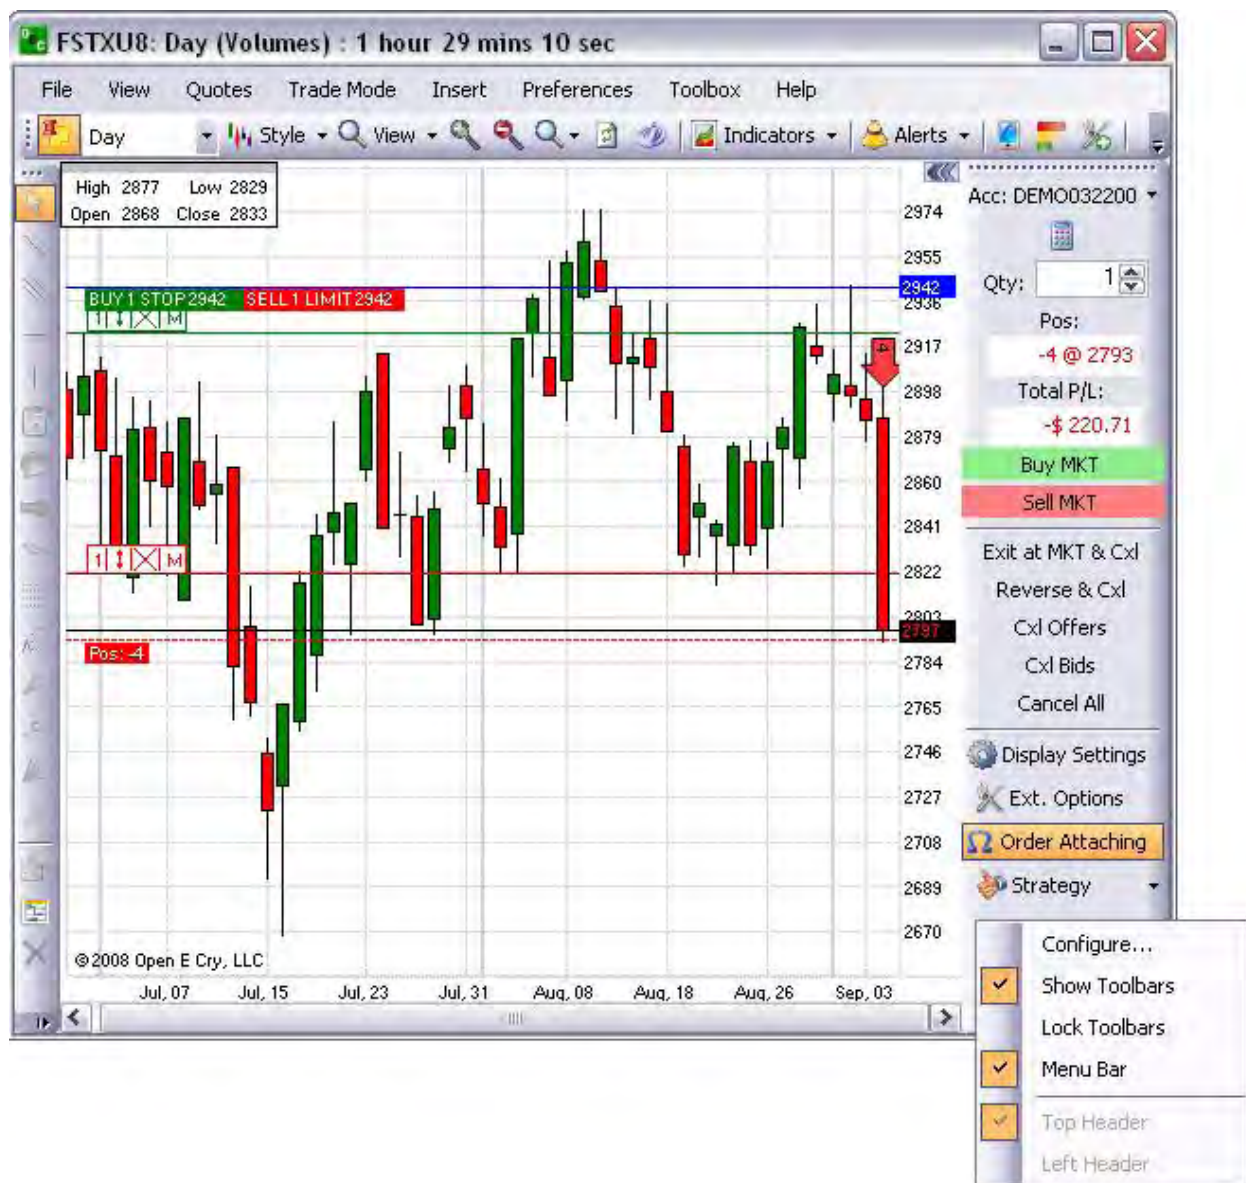 FSTXU8: Day (Volumes) : 1 hour 29 mins 10 sec
File View Quotes Trade Mode Insert Preferences Toolbox Help
Day Style View Indicators Alerts
High 2877 Low 2829
Open 2868 Close 2833
BUY 1 STOP 2942 SELL 1 LIMIT 2942
1 M
1 M
Pos: -4
©2008 Open E Cry, LLC
2974
2955
2942
2936
2917
2898
2879
2860
2841
2822
2803
2797
2784
2765
2746
2727
2708
2689
2670
Jul, 07 Jul, 15 Jul, 23 Jul, 31 Aug, 08 Aug, 18 Aug, 26 Sep, 03
Acc: DEMO032200
Qty: 1
Pos:
-4 @ 2793
Total P/L:
-$ 220.71
Buy MKT
Sell MKT
Exit at MKT & Cxl
Reverse & Cxl
Cxl Offers
Cxl Bids
Cancel All
Display Settings
Ext. Options
Order Attaching
Strategy
Configure...
Show Toolbars
Lock Toolbars
Menu Bar
Top Header
Left Header